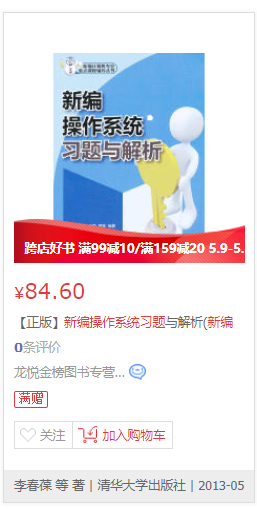 新编
操作系统
习题与解析
跨店好书 满99减10/满159减20 5.9-5.
¥84.60
【正版】新编操作系统习题与解析(新编
0条评价
龙悦金榜图书专营...
满赠
关注
加入购物车
李春葆 等 著 | 清华大学出版社 | 2013-05